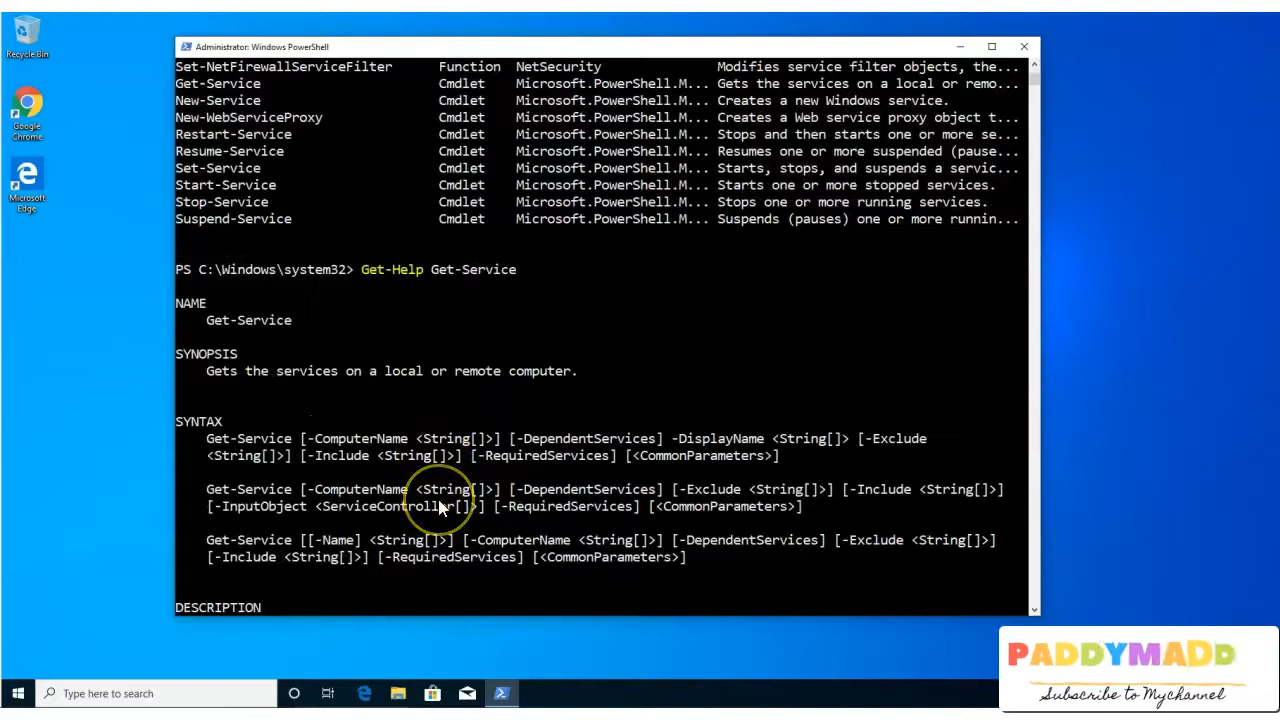 Recycle Bin
Google
Chrome
Microsoft
Edge
Administrator: Windows PowerShell
Set-NetFirewallServiceFilter Function NetSecurity Modifies service filter objects, the...
Get-Service Cmdlet Microsoft.PowerShell.M... Gets the services on a local or remo...
New-Service Cmdlet Microsoft.PowerShell.M... Creates a new Windows service.
New-WebServiceProxy Cmdlet Microsoft.PowerShell.M... Creates a Web service proxy object t...
Restart-Service Cmdlet Microsoft.PowerShell.M... Stops and then starts one or more se...
Resume-Service Cmdlet Microsoft.PowerShell.M... Resumes one or more suspended (pause...
Set-Service Cmdlet Microsoft.PowerShell.M... Starts, stops, and suspends a servic...
Start-Service Cmdlet Microsoft.PowerShell.M... Starts one or more stopped services.
Stop-Service Cmdlet Microsoft.PowerShell.M... Stops one or more running services.
Suspend-Service Cmdlet Microsoft.PowerShell.M... Suspends (pauses) one or more runnin...
PS C:\Windows\system32> Get-Help Get-Service
NAME
Get-Service
SYNOPSIS
Gets the services on a local or remote computer.
SYNTAX
Get-Service [-ComputerName <String[]>] [-DependentServices] -DisplayName <String[]> [-Exclude
<String[]>] [-Include <String[]>] [-RequiredServices] [<CommonParameters>]
Get-Service [-ComputerName <String[]>] [-DependentServices] [-Exclude <String[]>] [-Include <String[]>]
[-InputObject <ServiceController[]>] [-RequiredServices] [<CommonParameters>]
Get-Service [[-Name] <String[]>] [-ComputerName <String[]>] [-DependentServices] [-Exclude <String[]>]
[-Include <String[]>] [-RequiredServices] [<CommonParameters>]
DESCRIPTION
Type here to search
PADDYMADD
Subscribe to Mychannel